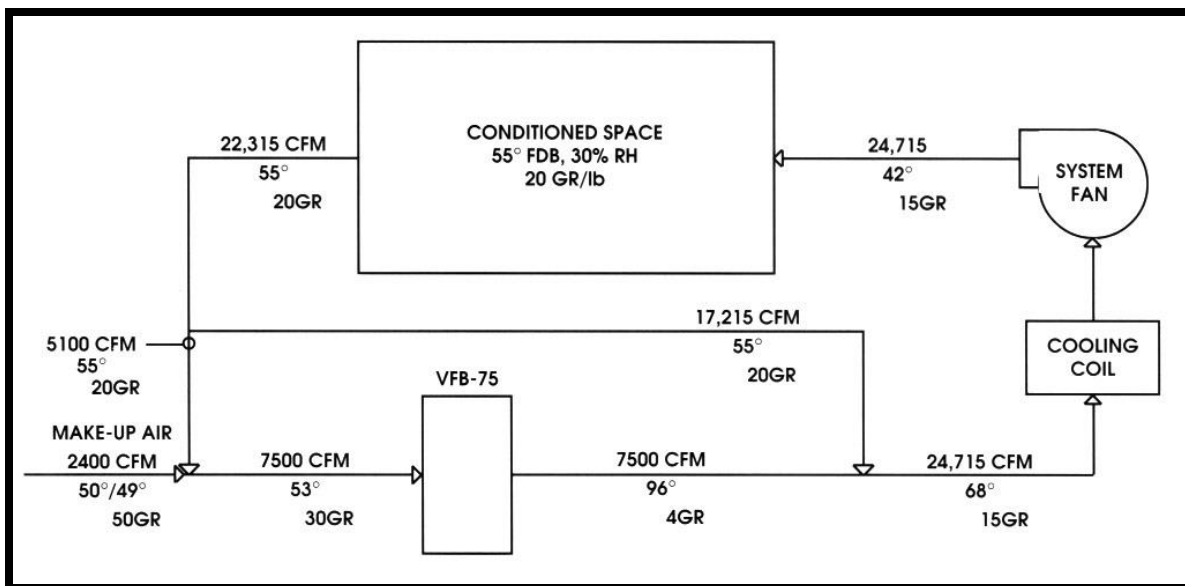 CONDITIONED SPACE
55° FDB, 30% RH
20 GR/lb
22,315 CFM
55°
20GR
24,715
42°
15GR
SYSTEM
FAN
5100 CFM
55°
20GR
17,215 CFM
55°
20GR
COOLING
COIL
VFB-75
MAKE-UP AIR
2400 CFM
50°/49°
50GR
7500 CFM
53°
30GR
7500 CFM
96°
4GR
24,715 CFM
68°
15GR